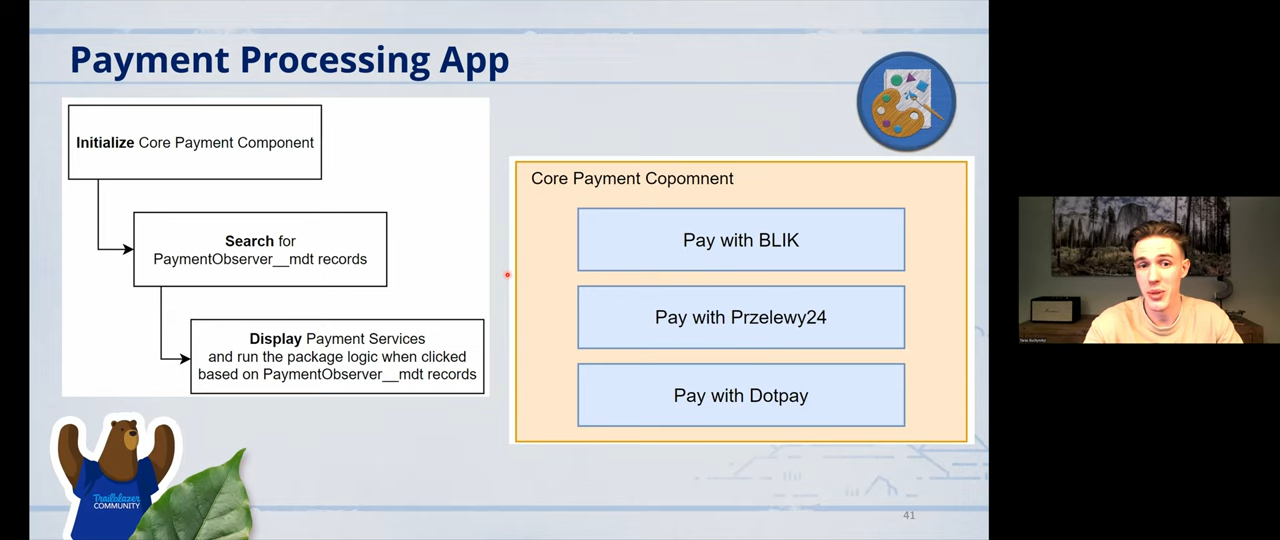 Payment Processing App
Initialize Core Payment Component
Search for
PaymentObserver__mdt records
Display Payment Services
and run the package logic when clicked
based on PaymentObserver__mdt records
Core Payment Copomnent
Pay with BLIK
Pay with Przelewy24
Pay with Dotpay
Trailblazer
COMMUNITY
41